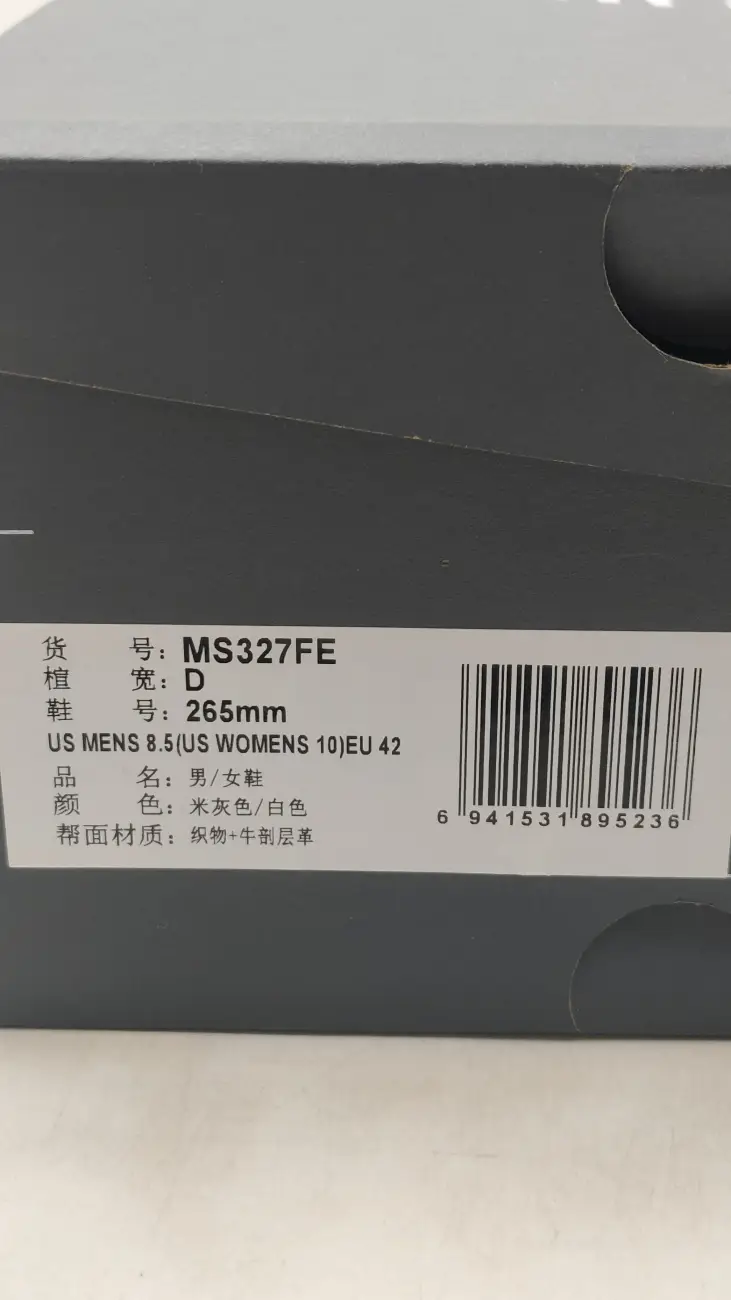 货 号：MS327FE
楦 宽：D
鞋 号：265mm
US MENS 8.5(US WOMENS 10)EU 42
品 名：男/女鞋
颜 色：米灰色/白色
帮面材质：织物+牛剖层革
6 941531 895236